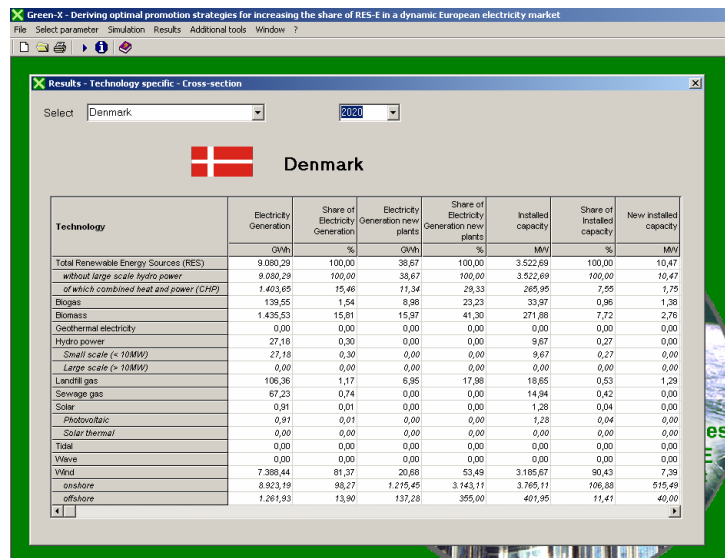 Green-X - Deriving optimal promotion strategies for increasing the share of RES-E in a dynamic European electricity market
File Select parameter Simulation Results Additional tools Window ?
Results - Technology specific - Cross-section
Select Denmark 2020
Denmark
Technology Electricity Generation Share of Electricity Generation Electricity Generation new plants Share of Electricity Generation new plants Installed capacity Share of Installed capacity New installed capacity
GWh % GWh % MW % MW
Total Renewable Energy Sources (RES) 9.080,29 100,00 38,67 100,00 3.522,69 100,00 10,47
without large scale hydro power 9.080,29 100,00 38,67 100,00 3.522,69 100,00 10,47
of which combined heat and power (CHP) 1.403,65 15,46 11,34 29,33 265,95 7,55 1,75
Biogas 139,55 1,54 8,98 23,23 33,97 0,96 1,38
Biomass 1.435,53 15,81 15,97 41,30 271,88 7,72 2,76
Geothermal electricity 0,00 0,00 0,00 0,00 0,00 0,00 0,00
Hydro power 27,18 0,30 0,00 0,00 9,67 0,27 0,00
Small scale (< 10MW) 27,18 0,30 0,00 0,00 9,67 0,27 0,00
Large scale (> 10MW) 0,00 0,00 0,00 0,00 0,00 0,00 0,00
Landfill gas 106,36 1,17 6,95 17,98 18,65 0,53 1,29
Sewage gas 67,23 0,74 0,00 0,00 14,94 0,42 0,00
Solar 0,91 0,01 0,00 0,00 1,28 0,04 0,00
Photovoltaic 0,91 0,01 0,00 0,00 1,28 0,04 0,00
Solar thermal 0,00 0,00 0,00 0,00 0,00 0,00 0,00
Tidal 0,00 0,00 0,00 0,00 0,00 0,00 0,00
Wave 0,00 0,00 0,00 0,00 0,00 0,00 0,00
Wind 7.388,44 81,37 20,68 53,49 3.185,67 90,43 7,39
onshore 8.923,19 98,27 1.215,45 3.143,11 3.765,11 106,88 515,49
offshore 1.261,93 13,90 137,28 355,00 401,95 11,41 40,00
es
E